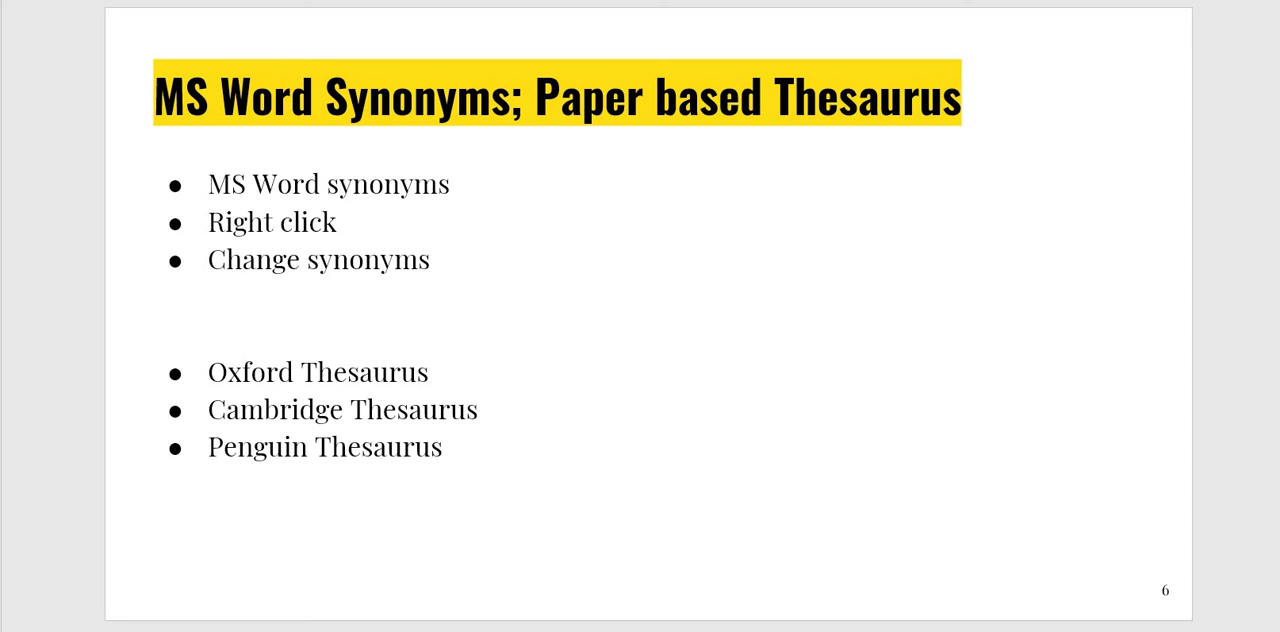 MS Word Synonyms; Paper based Thesaurus
● MS Word synonyms
● Right click
● Change synonyms
● Oxford Thesaurus
● Cambridge Thesaurus
● Penguin Thesaurus
6